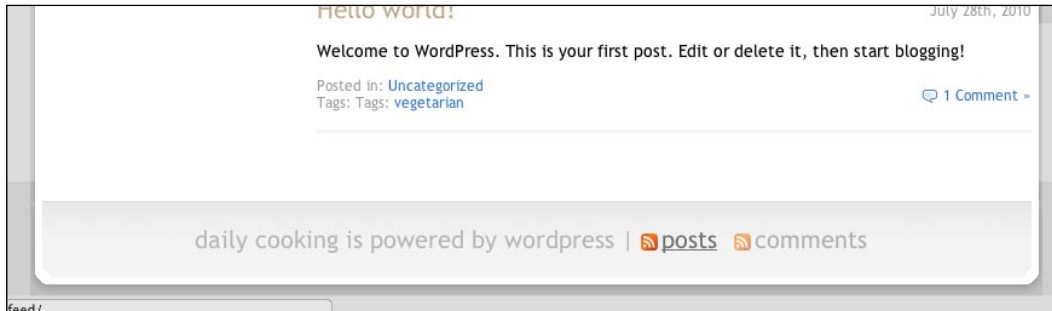 Hello world!
July 28th, 2010
Welcome to WordPress. This is your first post. Edit or delete it, then start blogging!
Posted in: Uncategorized
Tags: Tags: vegetarian
1 Comment »
daily cooking is powered by wordpress | posts comments
feed/